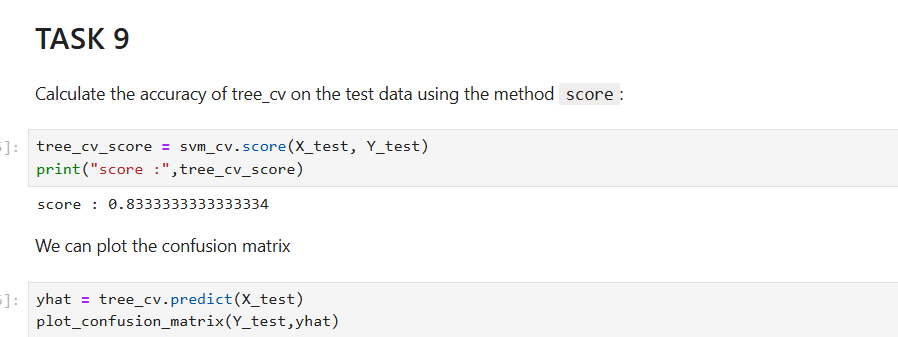 TASK 9
Calculate the accuracy of tree_cv on the test data using the method score :
]:
tree_cv_score = svm_cv.score(X_test, Y_test)
print("score :",tree_cv_score)
score : 0.8333333333333334
We can plot the confusion matrix
]:
yhat = tree_cv.predict(X_test)
plot_confusion_matrix(Y_test,yhat)